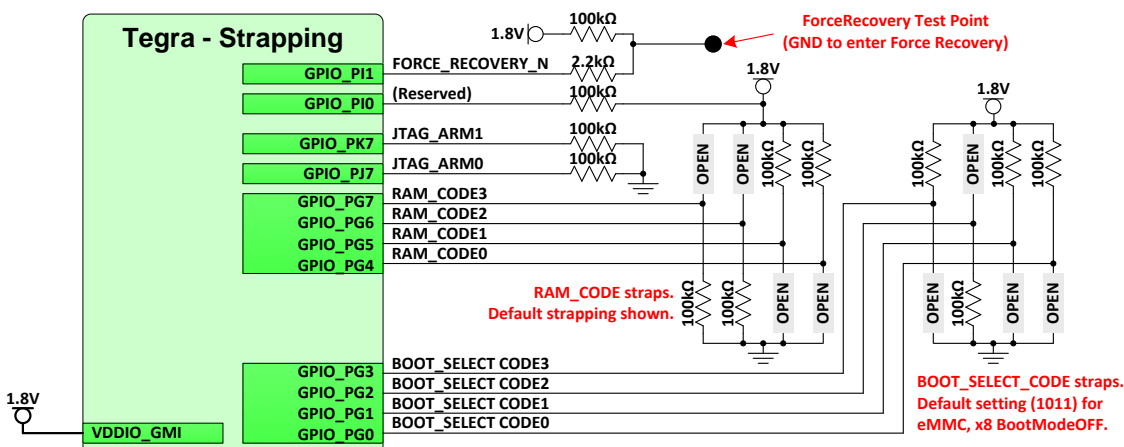 Tegra - Strapping
100kΩ
1.8V
ForceRecovery Test Point
(GND to enter Force Recovery)
GPIO_PI1
FORCE_RECOVERY_N
2.2kΩ
1.8V
GPIO_PI0
(Reserved)
100kΩ
1.8V
GPIO_PK7
JTAG_ARM1
100kΩ
GPIO_PJ7
JTAG_ARM0
100kΩ
OPEN
OPEN
100kΩ
100kΩ
100kΩ
OPEN
100kΩ
100kΩ
GPIO_PG7
RAM_CODE3
GPIO_PG6
RAM_CODE2
GPIO_PG5
RAM_CODE1
GPIO_PG4
RAM_CODE0
RAM_CODE straps.
Default strapping shown.
100kΩ
100kΩ
OPEN
OPEN
OPEN
100kΩ
OPEN
OPEN
GPIO_PG3
BOOT_SELECT CODE3
GPIO_PG2
BOOT_SELECT CODE2
GPIO_PG1
BOOT_SELECT CODE1
GPIO_PG0
BOOT_SELECT CODE0
BOOT_SELECT_CODE straps.
Default setting (1011) for
eMMC, x8 BootModeOFF.
1.8V
VDDIO_GMI